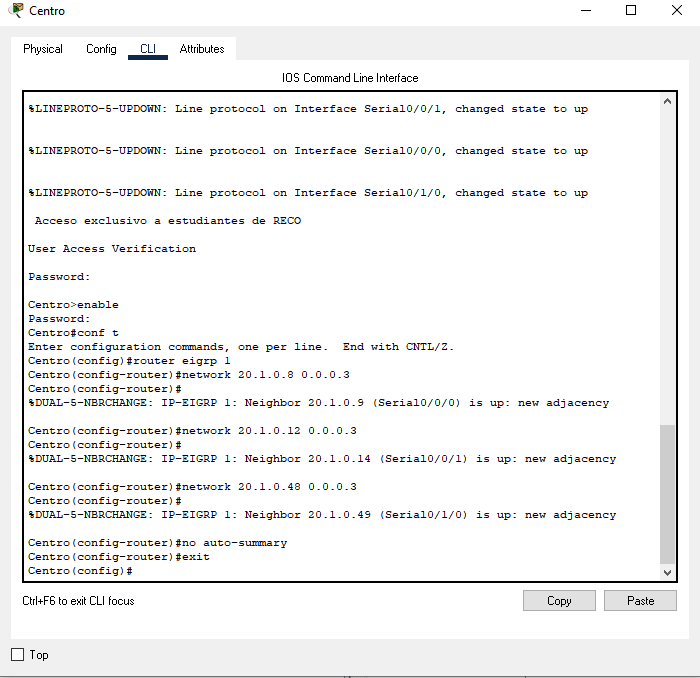 Centro
Physical Config CLI Attributes
IOS Command Line Interface
%LINEPROTO-5-UPDOWN: Line protocol on Interface Serial0/0/1, changed state to up
%LINEPROTO-5-UPDOWN: Line protocol on Interface Serial0/0/0, changed state to up
%LINEPROTO-5-UPDOWN: Line protocol on Interface Serial0/1/0, changed state to up
Acceso exclusivo a estudiantes de RECO
User Access Verification
Password:
Centro>enable
Password:
Centro#conf t
Enter configuration commands, one per line.  End with CNTL/Z.
Centro(config)#router eigrp 1
Centro(config-router)#network 20.1.0.8 0.0.0.3
Centro(config-router)#
%DUAL-5-NBRCHANGE: IP-EIGRP 1: Neighbor 20.1.0.9 (Serial0/0/0) is up: new adjacency
Centro(config-router)#network 20.1.0.12 0.0.0.3
Centro(config-router)#
%DUAL-5-NBRCHANGE: IP-EIGRP 1: Neighbor 20.1.0.14 (Serial0/0/1) is up: new adjacency
Centro(config-router)#network 20.1.0.48 0.0.0.3
Centro(config-router)#
%DUAL-5-NBRCHANGE: IP-EIGRP 1: Neighbor 20.1.0.49 (Serial0/1/0) is up: new adjacency
Centro(config-router)#no auto-summary
Centro(config-router)#exit
Centro(config)#
Ctrl+F6 to exit CLI focus
Copy Paste
Top